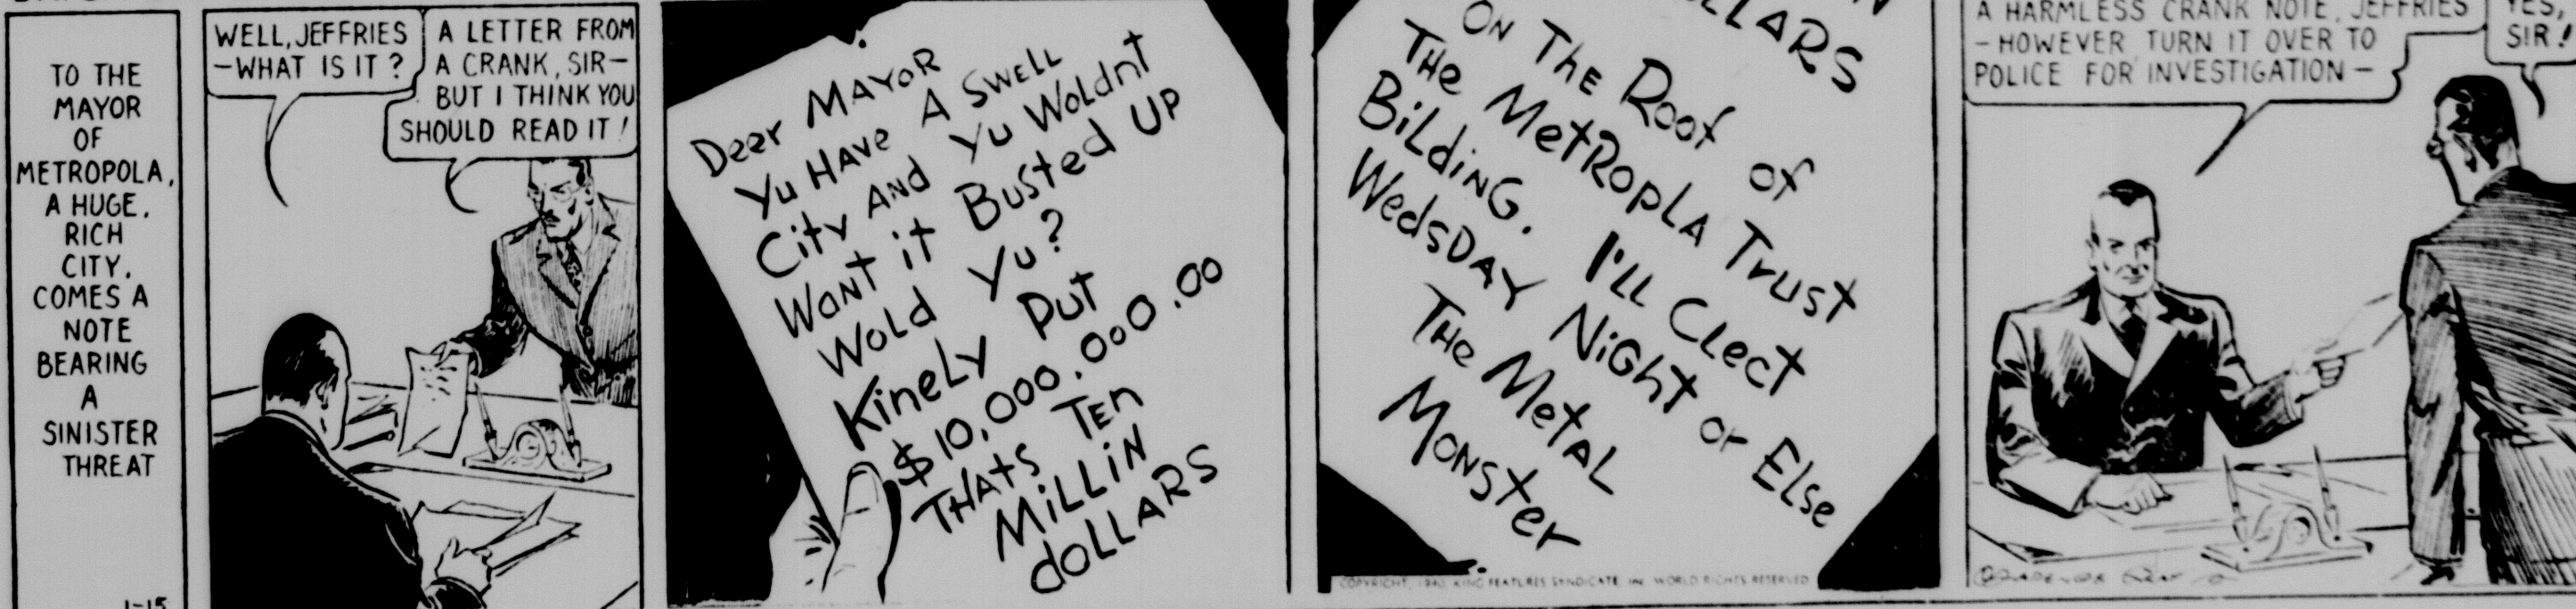 TO THE
MAYOR
OF
METROPOLA,
A HUGE,
RICH
CITY,
COMES A
NOTE
BEARING
A
SINISTER
THREAT
1-15
WELL, JEFFRIES
—WHAT IS IT?
A LETTER FROM
A CRANK, SIR—
BUT I THINK YOU
SHOULD READ IT!
Deer MAYoR
Yu HAVe A SWeLL
City AND Yu WoldnT
WANT iT BusTed UP
Wold Yu?
KineLY PuT
$10,000,000.00
THATS TEn
MiLLiN
doLLARS
LLARS
ON THE RooF oF
THe MeTRopLA TrusT
BiLdiNG. I'LL CLecT
WedsDAY NiGHT or Else
THe MeTAL
MoNSTer
COPYRIGHT, KING FEATURES SYNDICATE INC. WORLD RIGHTS RESERVED
A HARMLESS CRANK NOTE, JEFFRIES
—HOWEVER TURN IT OVER TO
POLICE FOR INVESTIGATION—
YES,
SIR!